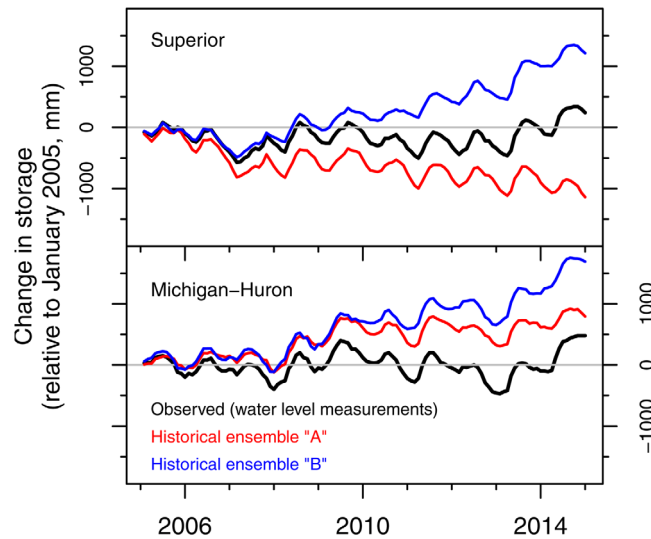 Change in storage
(relative to January 2005, mm)
Superior
1000
0
−1000
Michigan−Huron
1000
0
−1000
Observed (water level measurements)
Historical ensemble "A"
Historical ensemble "B"
2006 2010 2014